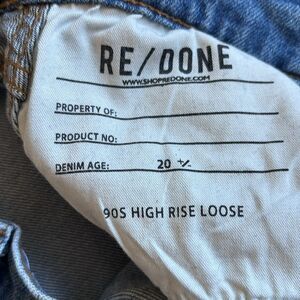 RE/DONE
WWW.SHOPREDONE.COM
PROPERTY OF:
PRODUCT NO:
DENIM AGE: 20 +/-
90S HIGH RISE LOOSE